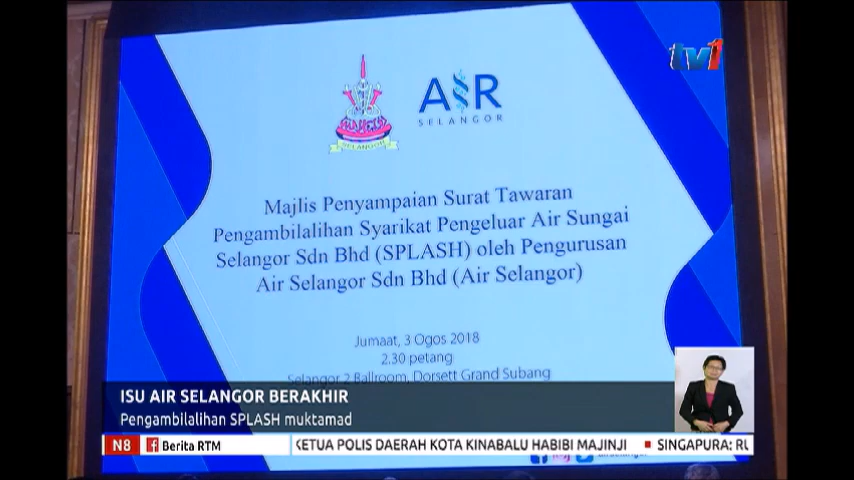 tv1
SELANGOR
AIR
SELANGOR
Majlis Penyampaian Surat Tawaran
Pengambilalihan Syarikat Pengeluar Air Sungai
Selangor Sdn Bhd (SPLASH) oleh Pengurusan
Air Selangor Sdn Bhd (Air Selangor)
Jumaat, 3 Ogos 2018
2.30 petang
Selangor 2 Ballroom, Dorsett Grand Subang
ISU AIR SELANGOR BERAKHIR
Pengambilalihan SPLASH muktamad
N8 Berita RTM KETUA POLIS DAERAH KOTA KINABALU HABIBI MAJINJI SINGAPURA: